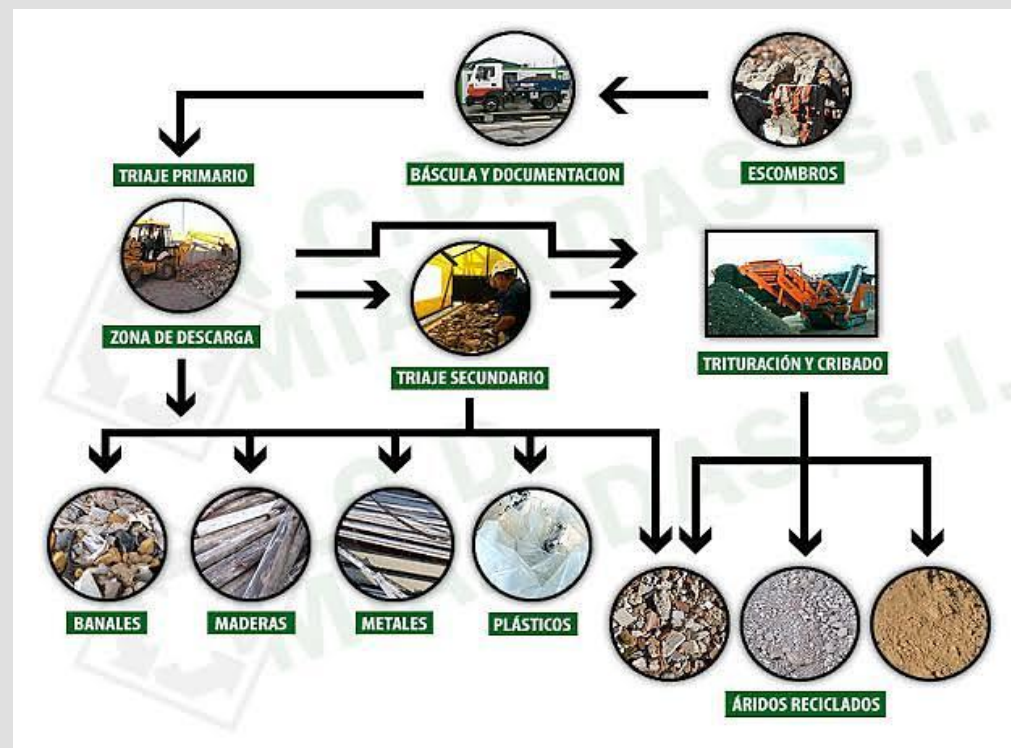 TRIAJE PRIMARIO
BÁSCULA Y DOCUMENTACION
ESCOMBROS
ZONA DE DESCARGA
TRIAJE SECUNDARIO
TRITURACIÓN Y CRIBADO
BANALES
MADERAS
METALES
PLÁSTICOS
ÁRIDOS RECICLADOS